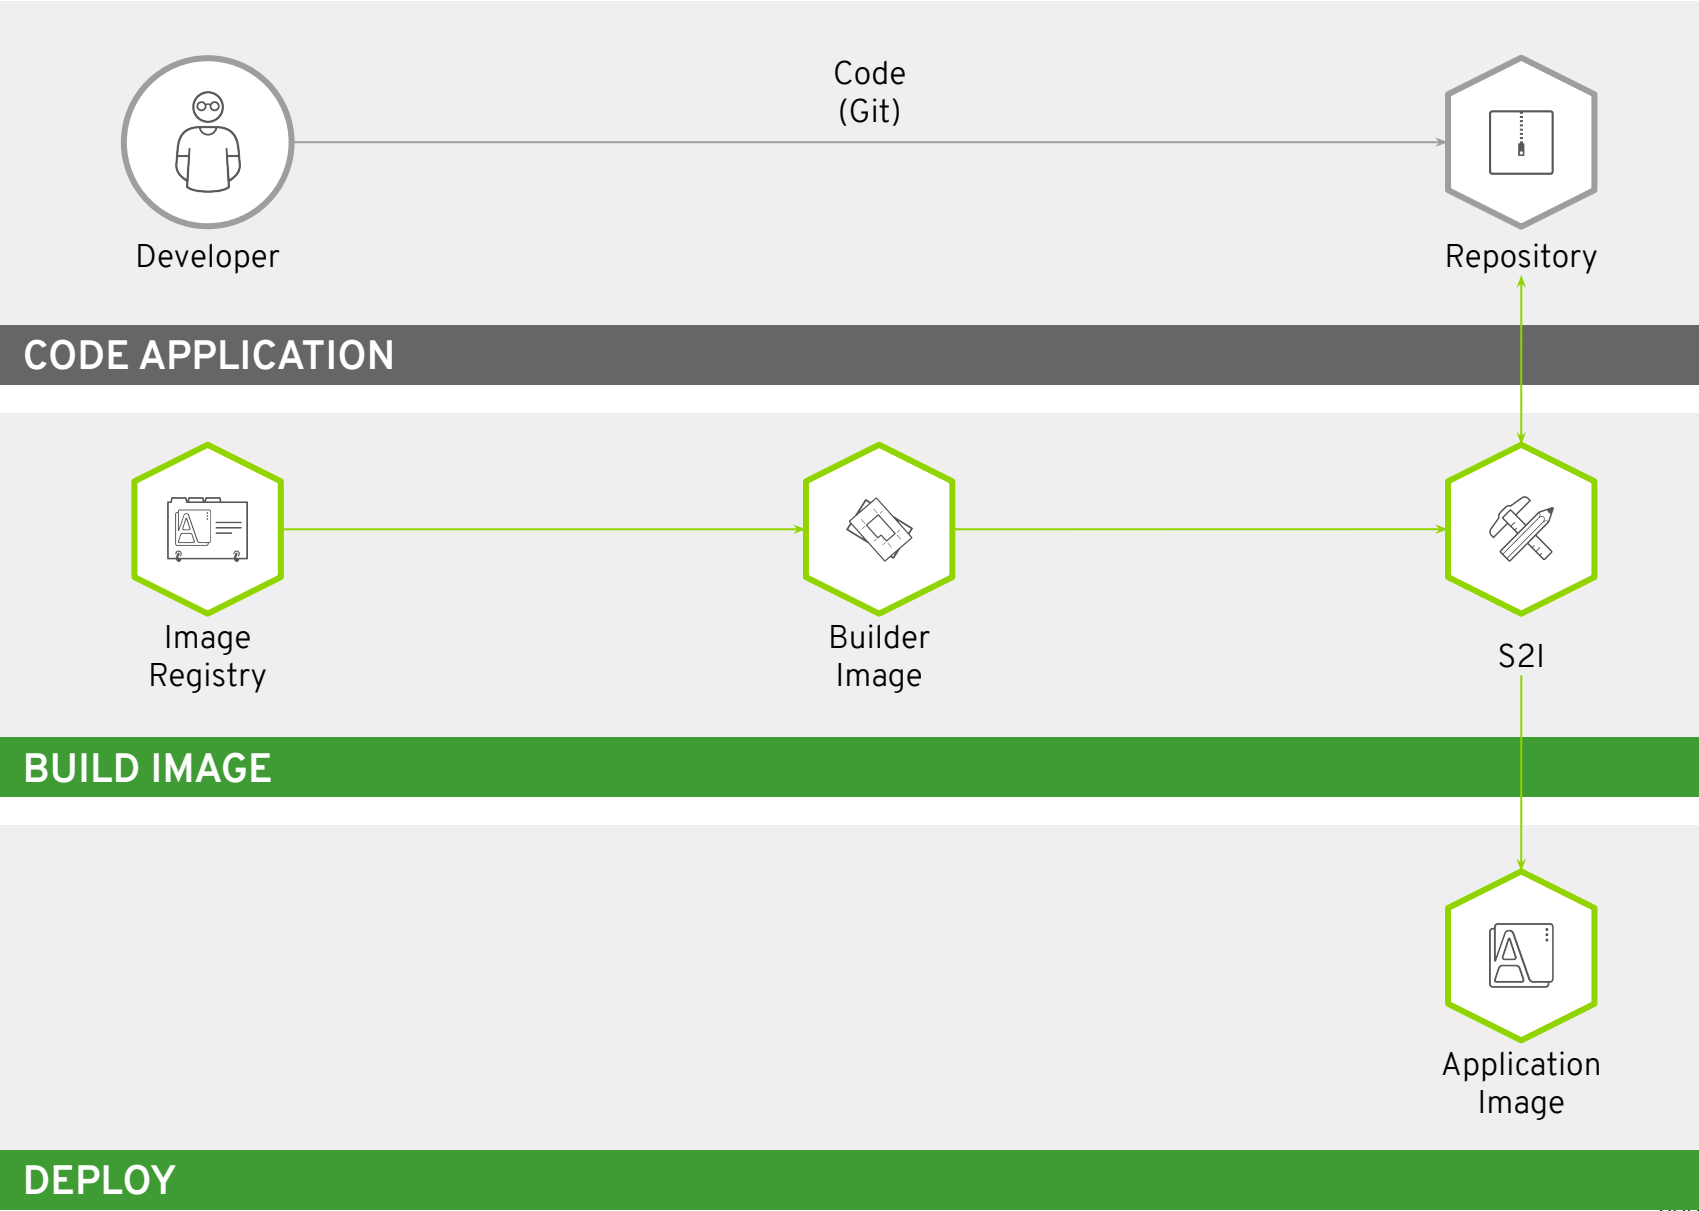 Code
(Git)
Developer
Repository
CODE APPLICATION
Image
Registry
Builder
Image
S2I
BUILD IMAGE
Application
Image
DEPLOY